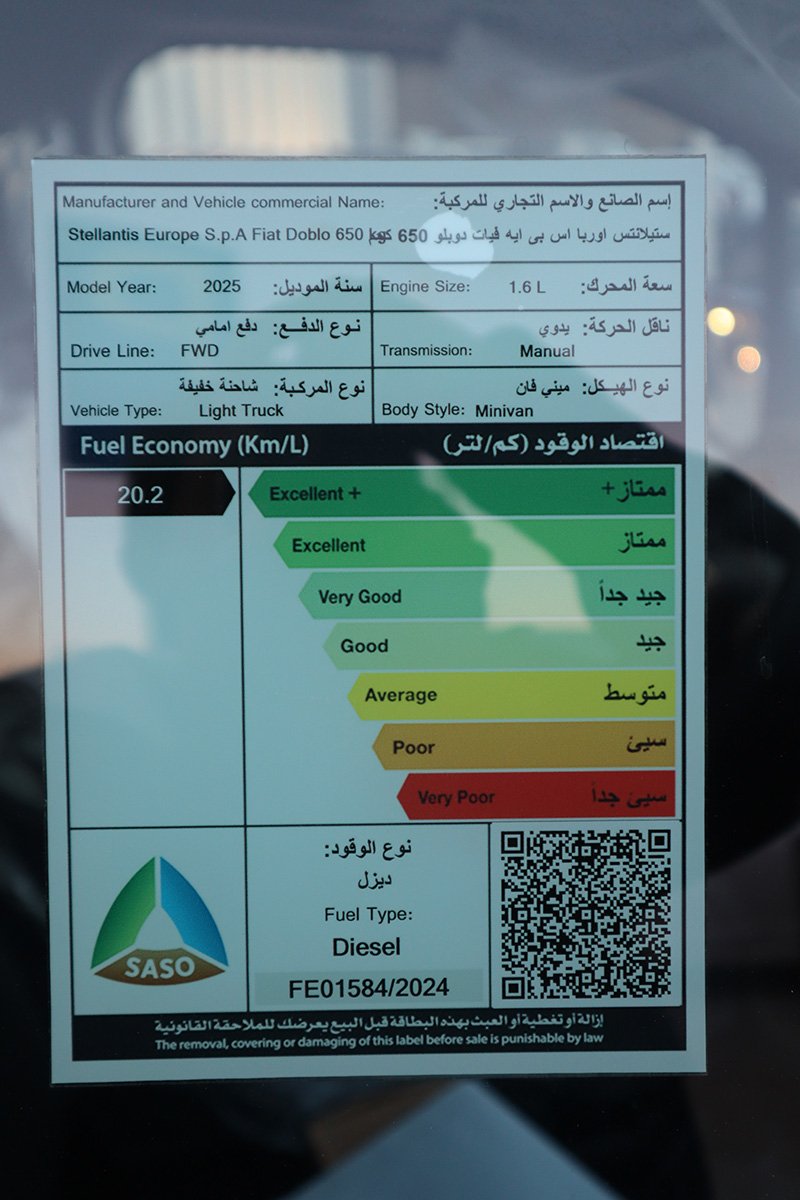 Manufacturer and Vehicle commercial Name: إسم الصانع والاسم التجاري للمركبة:
Stellantis Europe S.p.A Fiat Doblo 650 ستيلانتس اوربا اس بى ايه فيات دوبلو 650
Model Year: 2025 سنة الموديل:
Engine Size: 1.6 L سعة المحرك:
نـوع الدفــع: دفع امامي
Drive Line: FWD
ناقل الحركة: يدوي
Transmission: Manual
نوع المركـبة: شاحنة خفيفة
Vehicle Type: Light Truck
نوع الهيـكل: ميني فان
Body Style: Minivan
Fuel Economy (Km/L) اقتصاد الوقود (كم/لتر)
20.2
Excellent + ممتاز+
Excellent ممتاز
Very Good جيد جداً
Good جيد
Average متوسط
Poor سيئ
Very Poor سيئ جداً
SASO
نوع الوقود:
ديزل
Fuel Type:
Diesel
FE01584/2024
إزالة أو تغطية أو العبث بهذه البطاقة قبل البيع يعرضك للملاحقة القانونية
The removal, covering or damaging of this label before sale is punishable by law